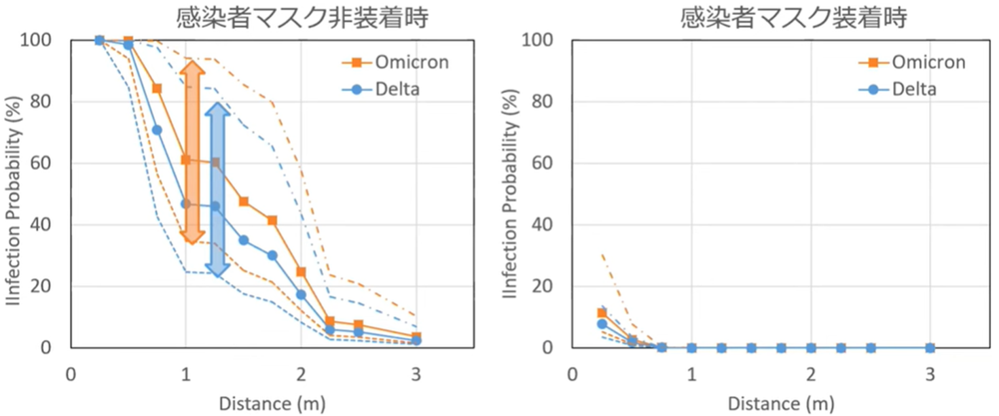 感染者マスク非装着時
100
80
60
40
20
0
IInfection Probability (%)
Omicron
Delta
0
1
2
3
Distance (m)
感染者マスク装着時
100
80
60
40
20
0
IInfection Probability (%)
Omicron
Delta
0
1
2
3
Distance (m)